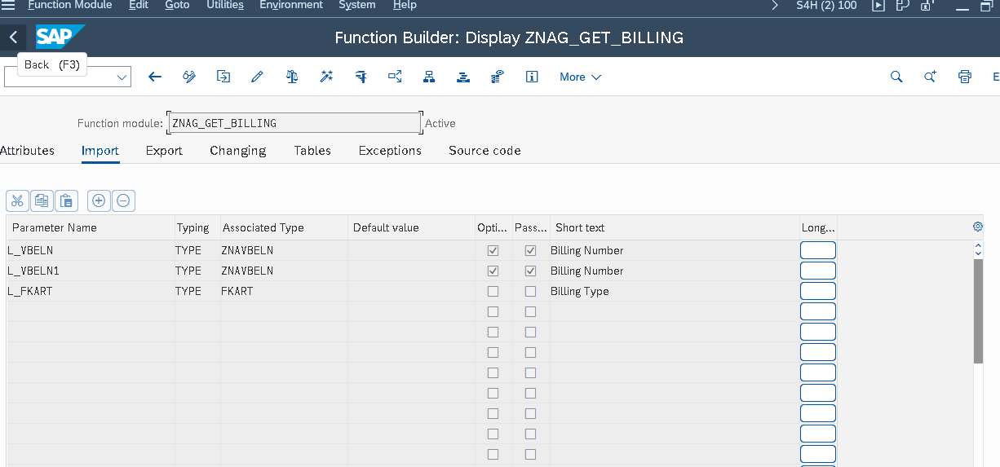 Function Module Edit Goto Utilities Environment System Help S4H (2) 100
SAP Function Builder: Display ZNAG_GET_BILLING
Back (F3)
More
Function module: ZNAG_GET_BILLING Active
Attributes Import Export Changing Tables Exceptions Source code
Parameter Name Typing Associated Type Default value Opti... Pass... Short text Long...
L_VBELN TYPE ZNAVBELN Billing Number
L_VBELN1 TYPE ZNAVBELN Billing Number
L_FKART TYPE FKART Billing Type